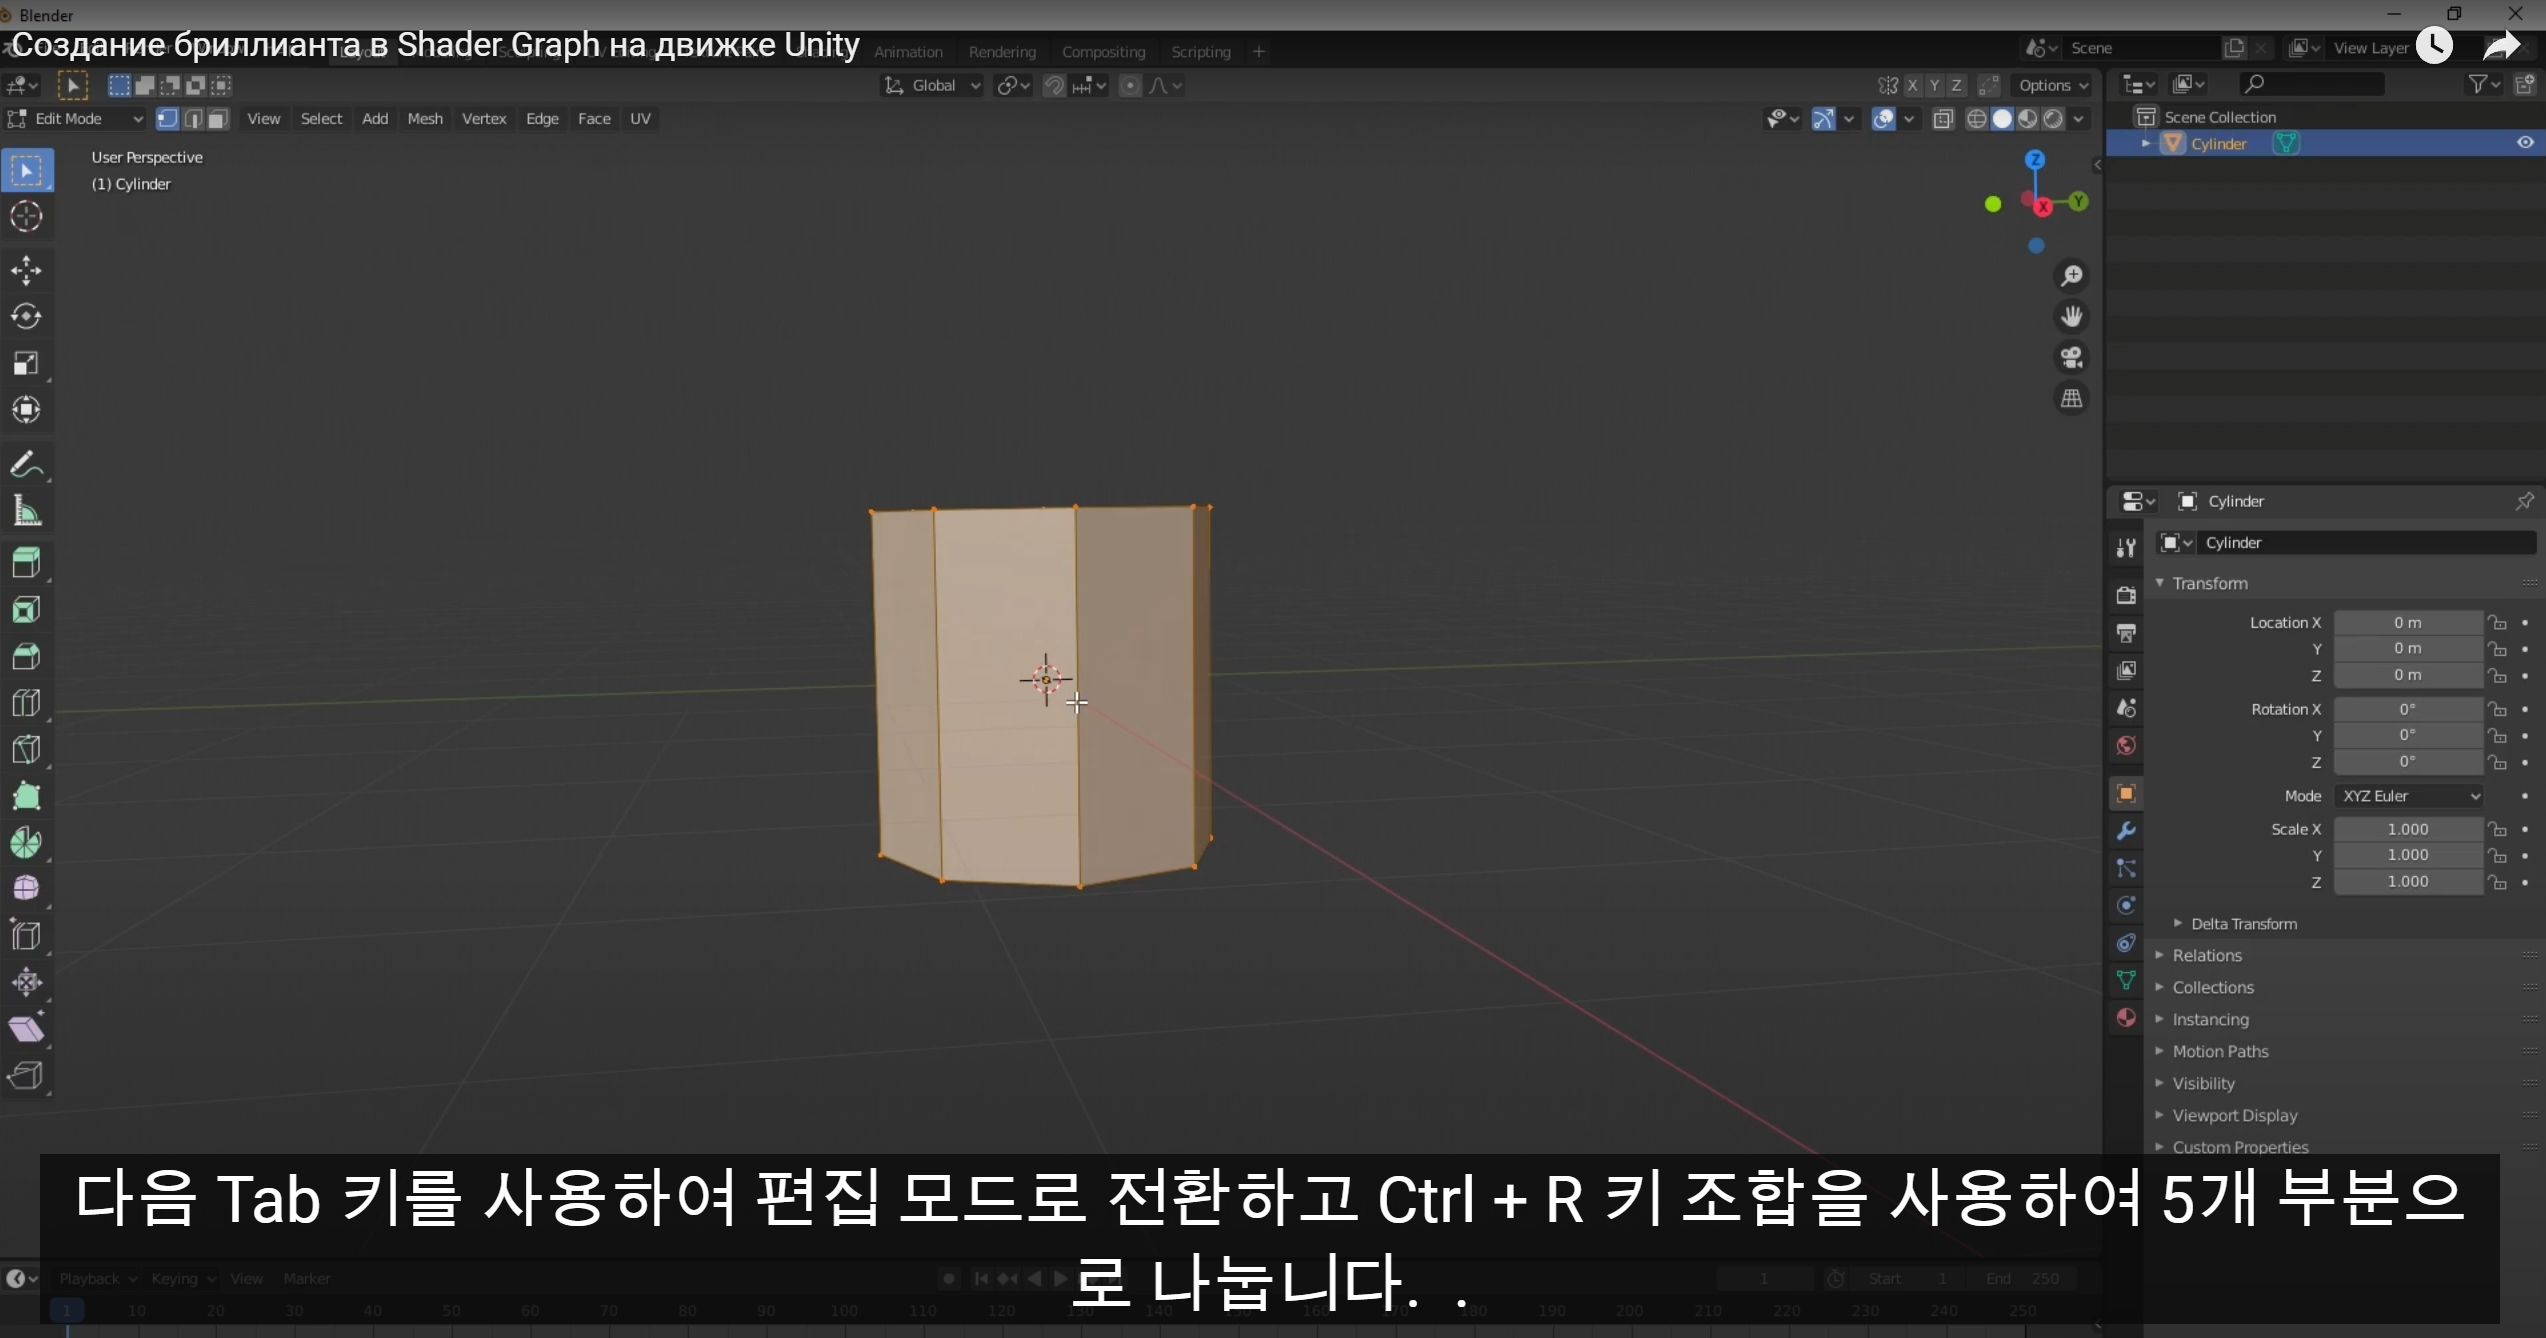 Blender
Создание бриллианта в Shader Graph на движке Unity
Animation Rendering Compositing Scripting +
Scene View Layer
Global X Y Z Options
Edit Mode View Select Add Mesh Vertex Edge Face UV
User Perspective
(1) Cylinder
Z
Y
X
Scene Collection
Cylinder
Cylinder
Cylinder
Transform
Location X 0 m
Y 0 m
Z 0 m
Rotation X 0°
Y 0°
Z 0°
Mode XYZ Euler
Scale X 1.000
Y 1.000
Z 1.000
Delta Transform
Relations
Collections
Instancing
Motion Paths
Visibility
Viewport Display
Custom Properties
다음 Tab 키를 사용하여 편집 모드로 전환하고 Ctrl + R 키 조합을 사용하여 5개 부분으
로 나눕니다. .
Playback Keying View Marker 1 Start 1 End 250
1 10 20 30 40 50 60 70 80 90 100 110 120 130 140 150 160 170 180 190 200 210 220 230 240 250